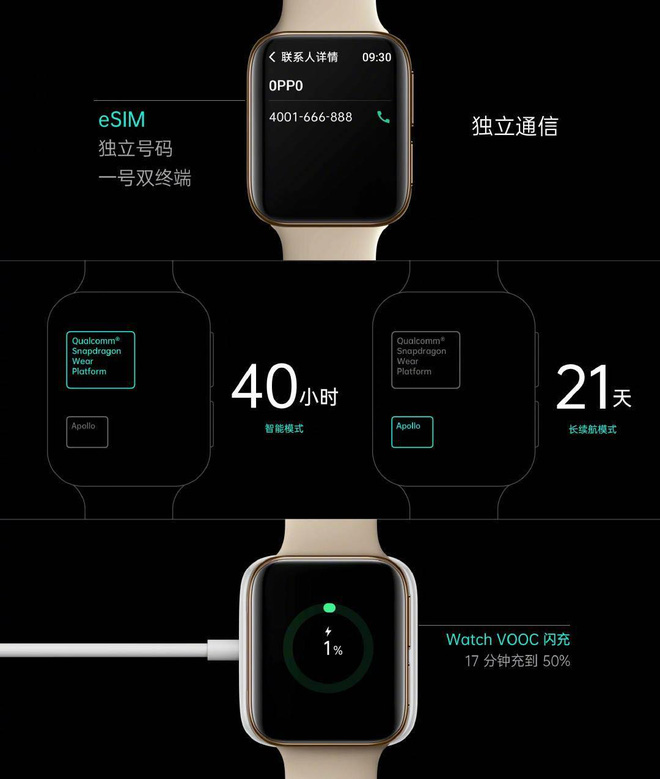 联系人详情 09:30
OPPO
4001-666-888
eSIM
独立号码
一号双终端
独立通信
Qualcomm®
Snapdragon
Wear
Platform
Apollo
40小时
智能模式
Qualcomm®
Snapdragon
Wear
Platform
Apollo
21天
长续航模式
1%
Watch VOOC 闪充
17 分钟充到 50%